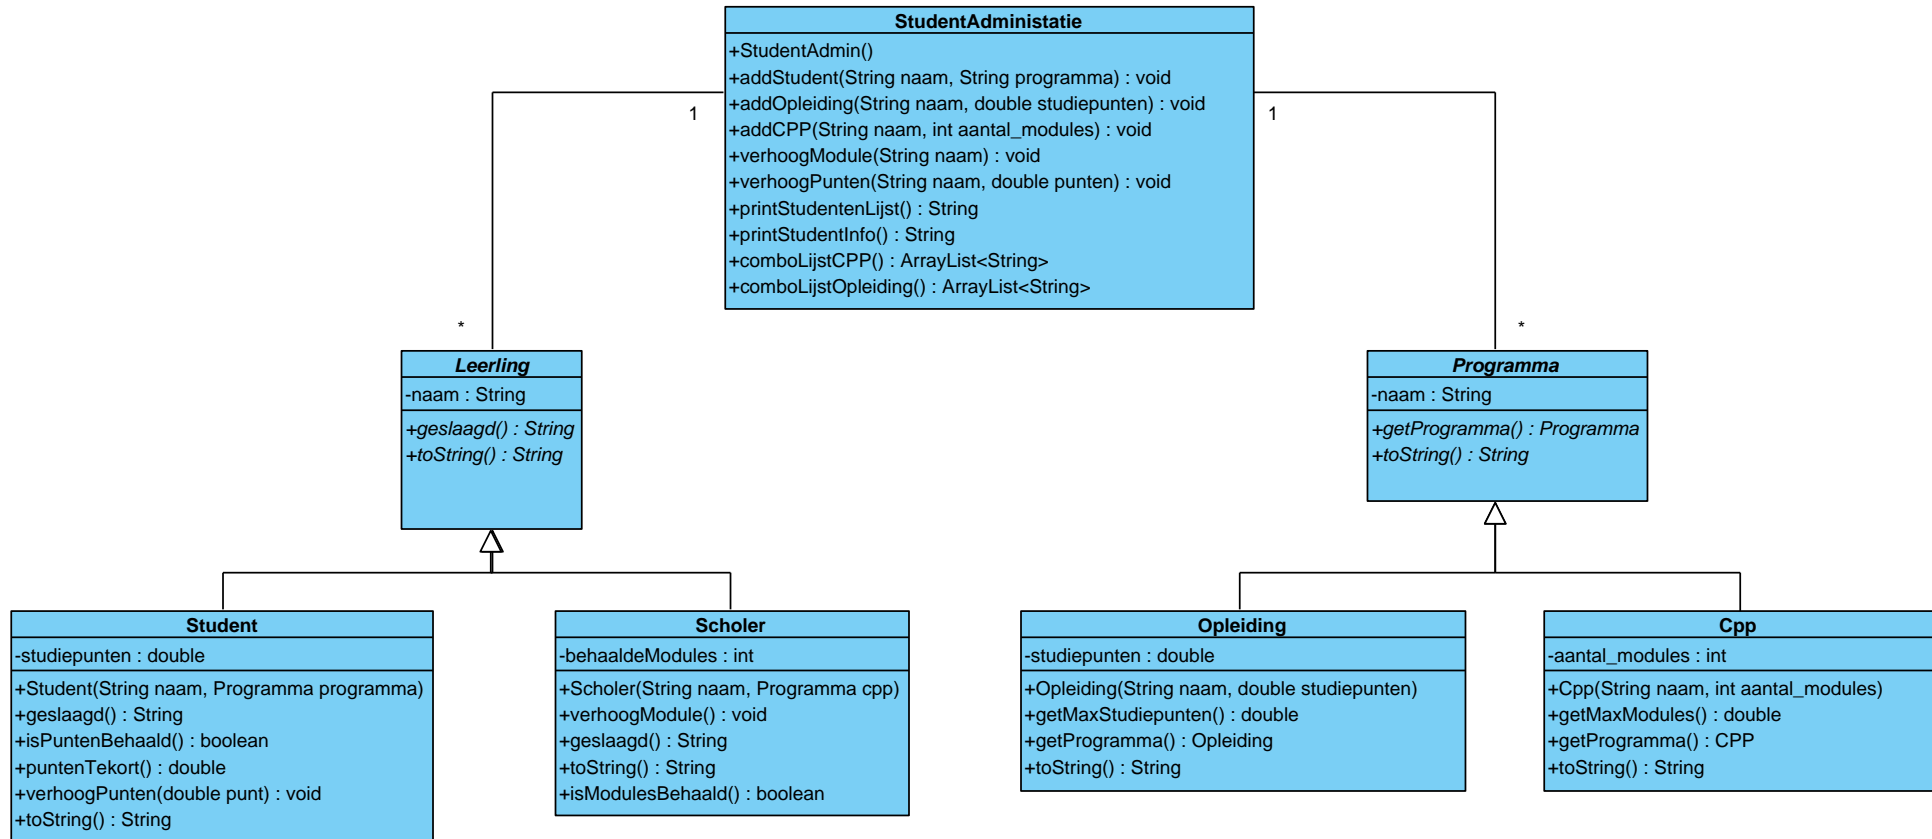 StudentAdministatie
+StudentAdmin()
+addStudent(String naam, String programma) : void
+addOpleiding(String naam, double studiepunten) : void
+addCPP(String naam, int aantal_modules) : void
+verhoogModule(String naam) : void
+verhoogPunten(String naam, double punten) : void
+printStudentenLijst() : String
+printStudentInfo() : String
+comboLijstCPP() : ArrayList<String>
+comboLijstOpleiding() : ArrayList<String>
1
1
*
*
Leerling
-naam : String
+geslaagd() : String
+toString() : String
Programma
-naam : String
+getProgramma() : Programma
+toString() : String
Student
-studiepunten : double
+Student(String naam, Programma programma)
+geslaagd() : String
+isPuntenBehaald() : boolean
+puntenTekort() : double
+verhoogPunten(double punt) : void
+toString() : String
Scholer
-behaaldeModules : int
+Scholer(String naam, Programma cpp)
+verhoogModule() : void
+geslaagd() : String
+toString() : String
+isModulesBehaald() : boolean
Opleiding
-studiepunten : double
+Opleiding(String naam, double studiepunten)
+getMaxStudiepunten() : double
+getProgramma() : Opleiding
+toString() : String
Cpp
-aantal_modules : int
+Cpp(String naam, int aantal_modules)
+getMaxModules() : double
+getProgramma() : CPP
+toString() : String